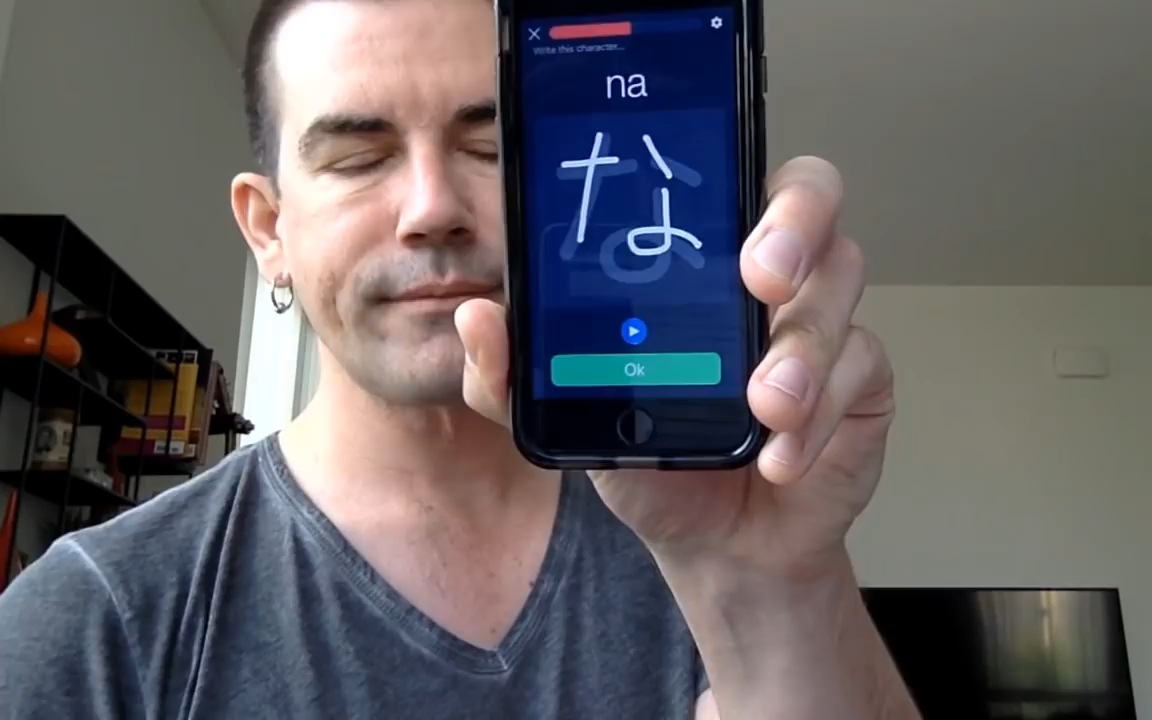 Write this character...
na
な
Ok